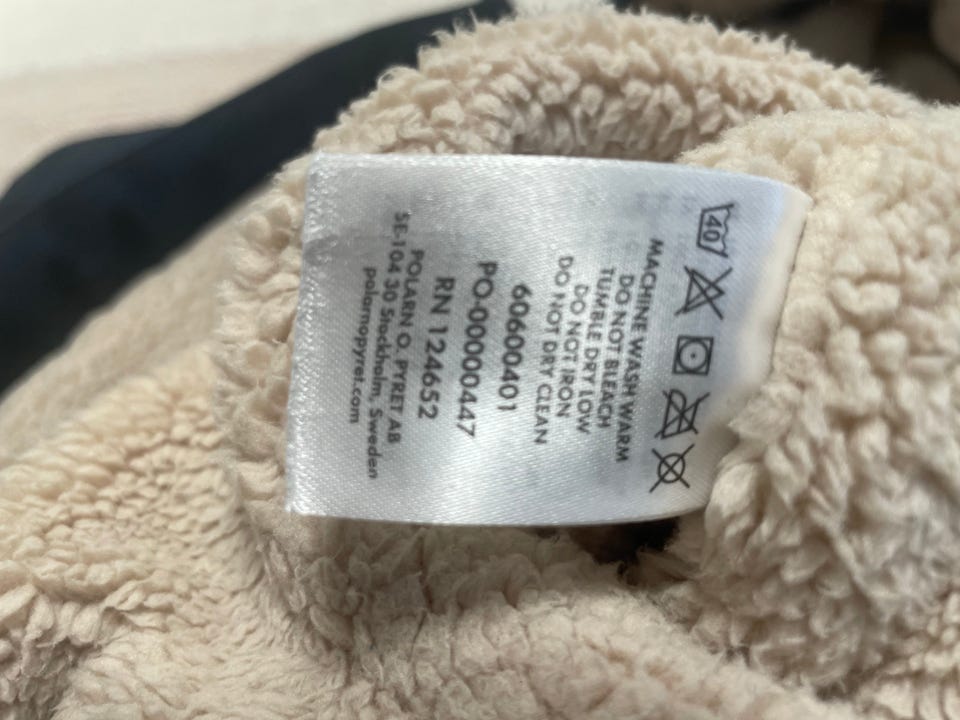 40
MACHINE WASH WARM
DO NOT BLEACH
TUMBLE DRY LOW
DO NOT IRON
DO NOT DRY CLEAN
60600401
PO-00000447
RN 124652
POLARN O. PYRET AB
SE-104 30 Stockholm, Sweden
polarnopyret.com